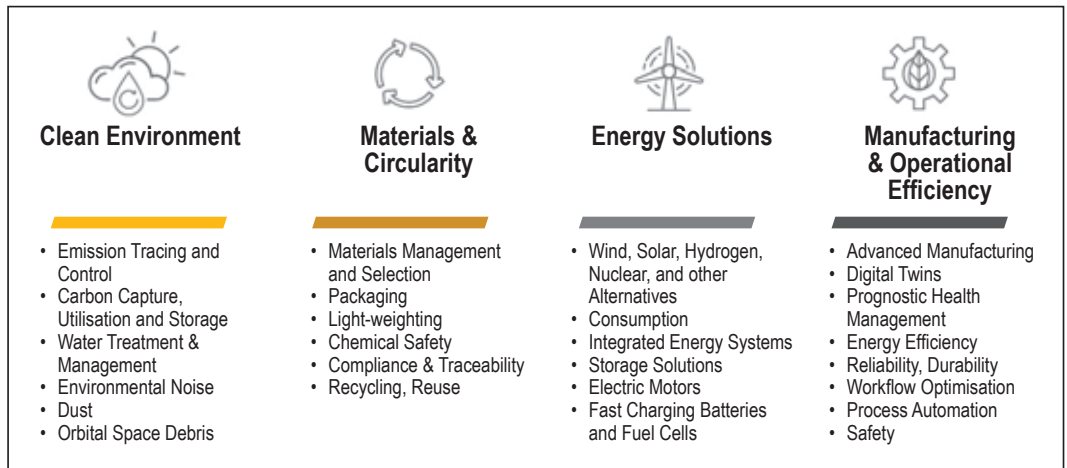 Clean Environment
• Emission Tracing and
Control
• Carbon Capture,
Utilisation and Storage
• Water Treatment &
Management
• Environmental Noise
• Dust
• Orbital Space Debris
Materials &
Circularity
• Materials Management
and Selection
• Packaging
• Light-weighting
• Chemical Safety
• Compliance & Traceability
• Recycling, Reuse
Energy Solutions
• Wind, Solar, Hydrogen,
Nuclear, and other
Alternatives
• Consumption
• Integrated Energy Systems
• Storage Solutions
• Electric Motors
• Fast Charging Batteries
and Fuel Cells
Manufacturing
& Operational
Efficiency
• Advanced Manufacturing
• Digital Twins
• Prognostic Health
Management
• Energy Efficiency
• Reliability, Durability
• Workflow Optimisation
• Process Automation
• Safety